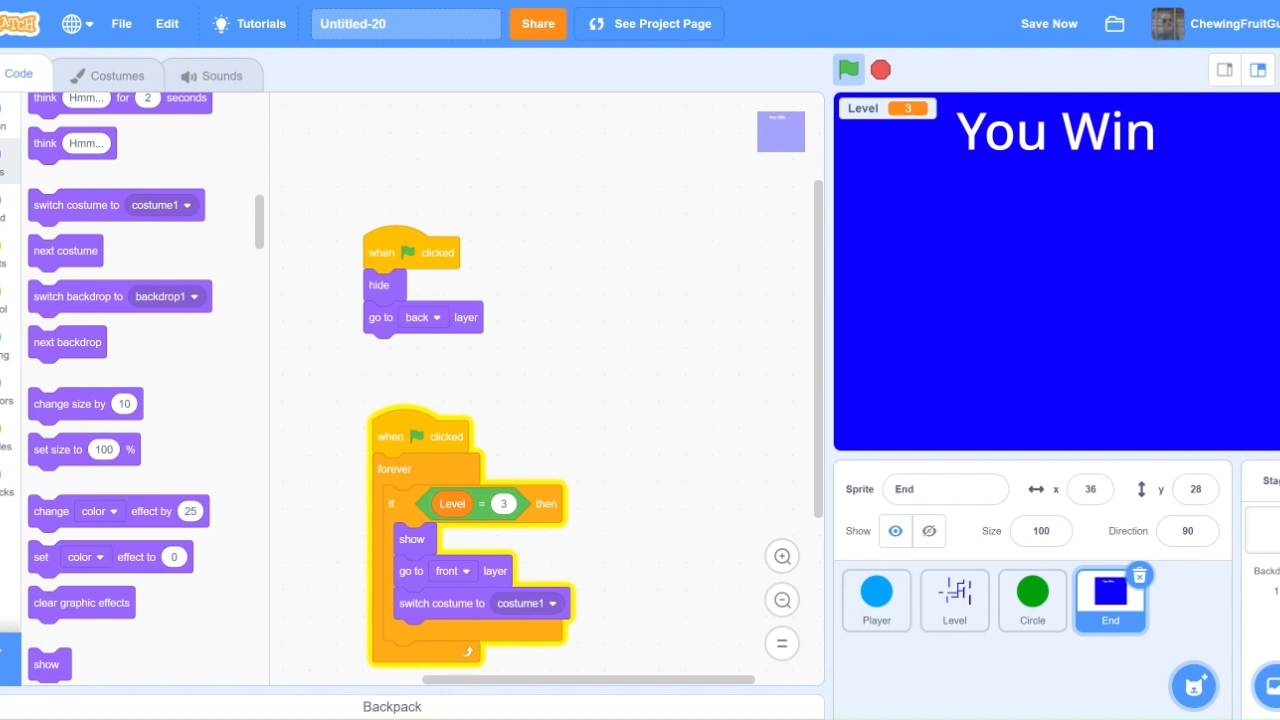 File Edit Tutorials Untitled-20 Share See Project Page Save Now
Code Costumes Sounds
think Hmm... for 2 seconds
think Hmm...
switch costume to costume1
next costume
switch backdrop to backdrop1
next backdrop
change size by 10
set size to 100 %
change color effect by 25
set color effect to 0
clear graphic effects
show
when clicked
hide
go to back layer
when clicked
forever
if Level = 3 then
show
go to front layer
switch costume to costume1
Backpack
Level 3
You Win
Sprite End x 36 y 28
Show Size 100 Direction 90
Player Level Circle End
1